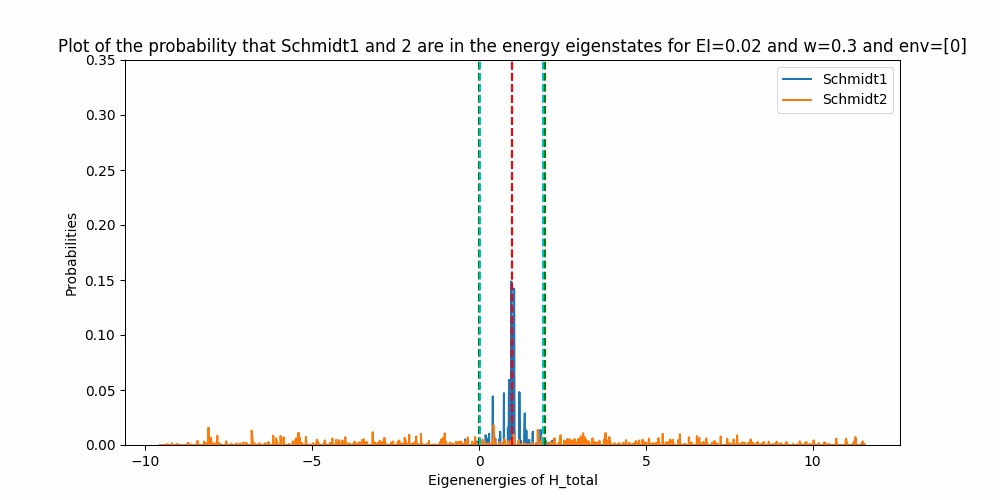 Plot of the probability that Schmidt1 and 2 are in the energy eigenstates for EI=0.02 and w=0.3 and env=[0]
0.35
Schmidt1
Schmidt2
0.30
0.25
0.20
Probabilities
0.15
0.10
0.05
0.00
−10 −5 0 5 10
Eigenenergies of H_total